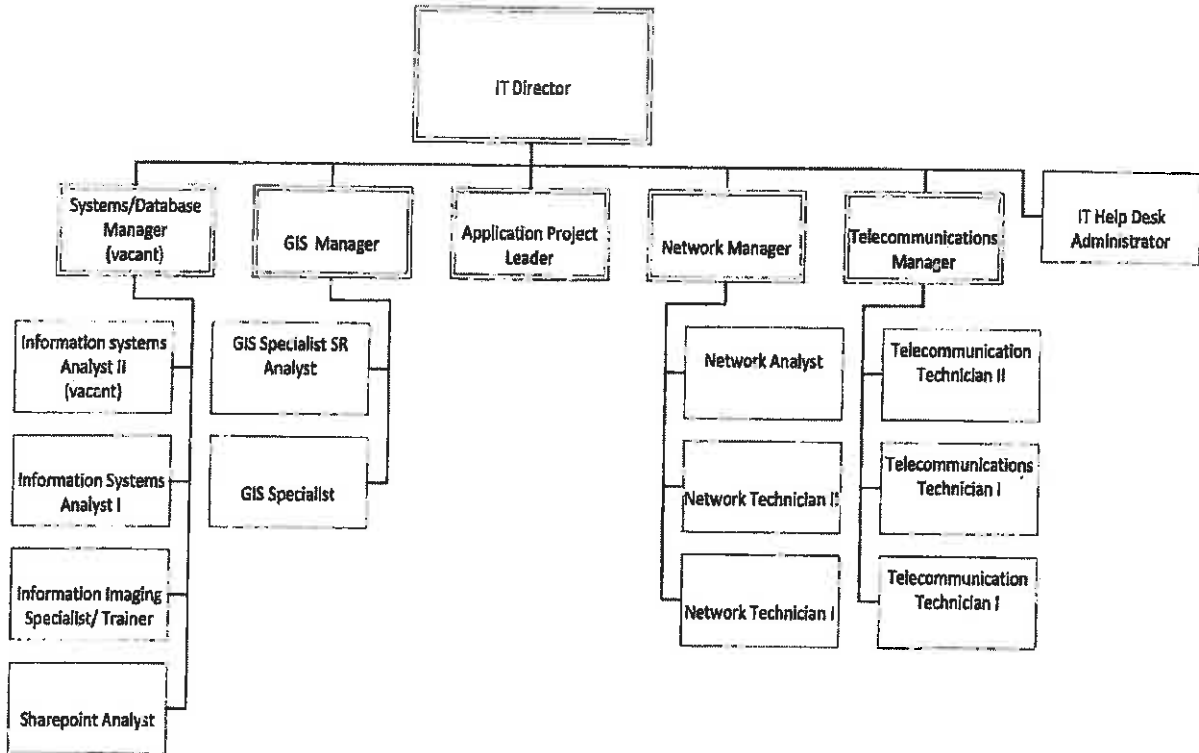 IT Director
Systems/Database
Manager
(vacant)
GIS Manager
Application Project
Leader
Network Manager
Telecommunications
Manager
IT Help Desk
Administrator
Information systems
Analyst II
(vacant)
GIS Specialist SR
Analyst
Network Analyst
Telecommunication
Technician II
Information Systems
Analyst I
GIS Specialist
Network Technician II
Telecommunications
Technician I
Information Imaging
Specialist/ Trainer
Network Technician I
Telecommunication
Technician I
Sharepoint Analyst